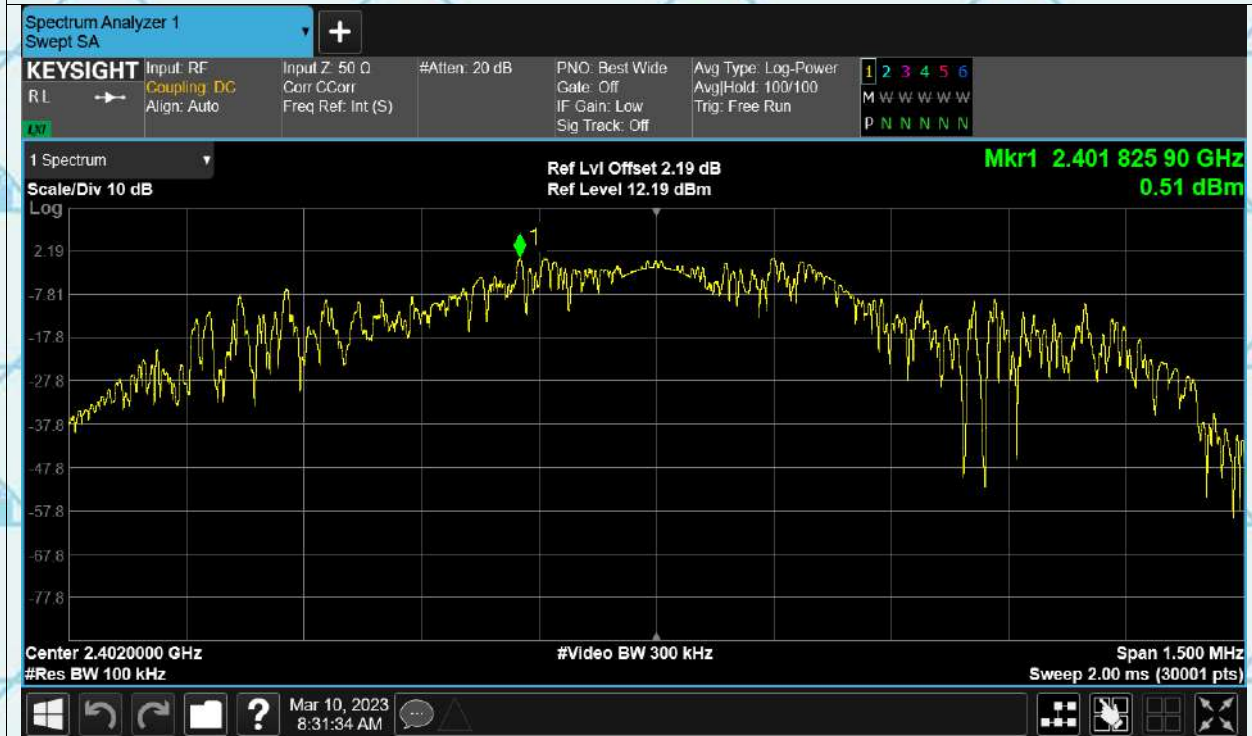 Spectrum Analyzer 1
Swept SA
+
KEYSIGHT
RL
LXI
Input: RF
Coupling: DC
Align: Auto
Input Z: 50 Ω
Corr CCorr
Freq Ref: Int (S)
#Atten: 20 dB
PNO: Best Wide
Gate: Off
IF Gain: Low
Sig Track: Off
Avg Type: Log-Power
Avg|Hold: 100/100
Trig: Free Run
1 2 3 4 5 6
M W W W W W
P N N N N N
1 Spectrum
Scale/Div 10 dB
Log
Ref Lvl Offset 2.19 dB
Ref Level 12.19 dBm
Mkr1 2.401 825 90 GHz
0.51 dBm
1
2.19
-7.81
-17.8
-27.8
-37.8
-47.8
-57.8
-67.8
-77.8
Center 2.4020000 GHz
#Res BW 100 kHz
#Video BW 300 kHz
Span 1.500 MHz
Sweep 2.00 ms (30001 pts)
?
Mar 10, 2023
8:31:34 AM